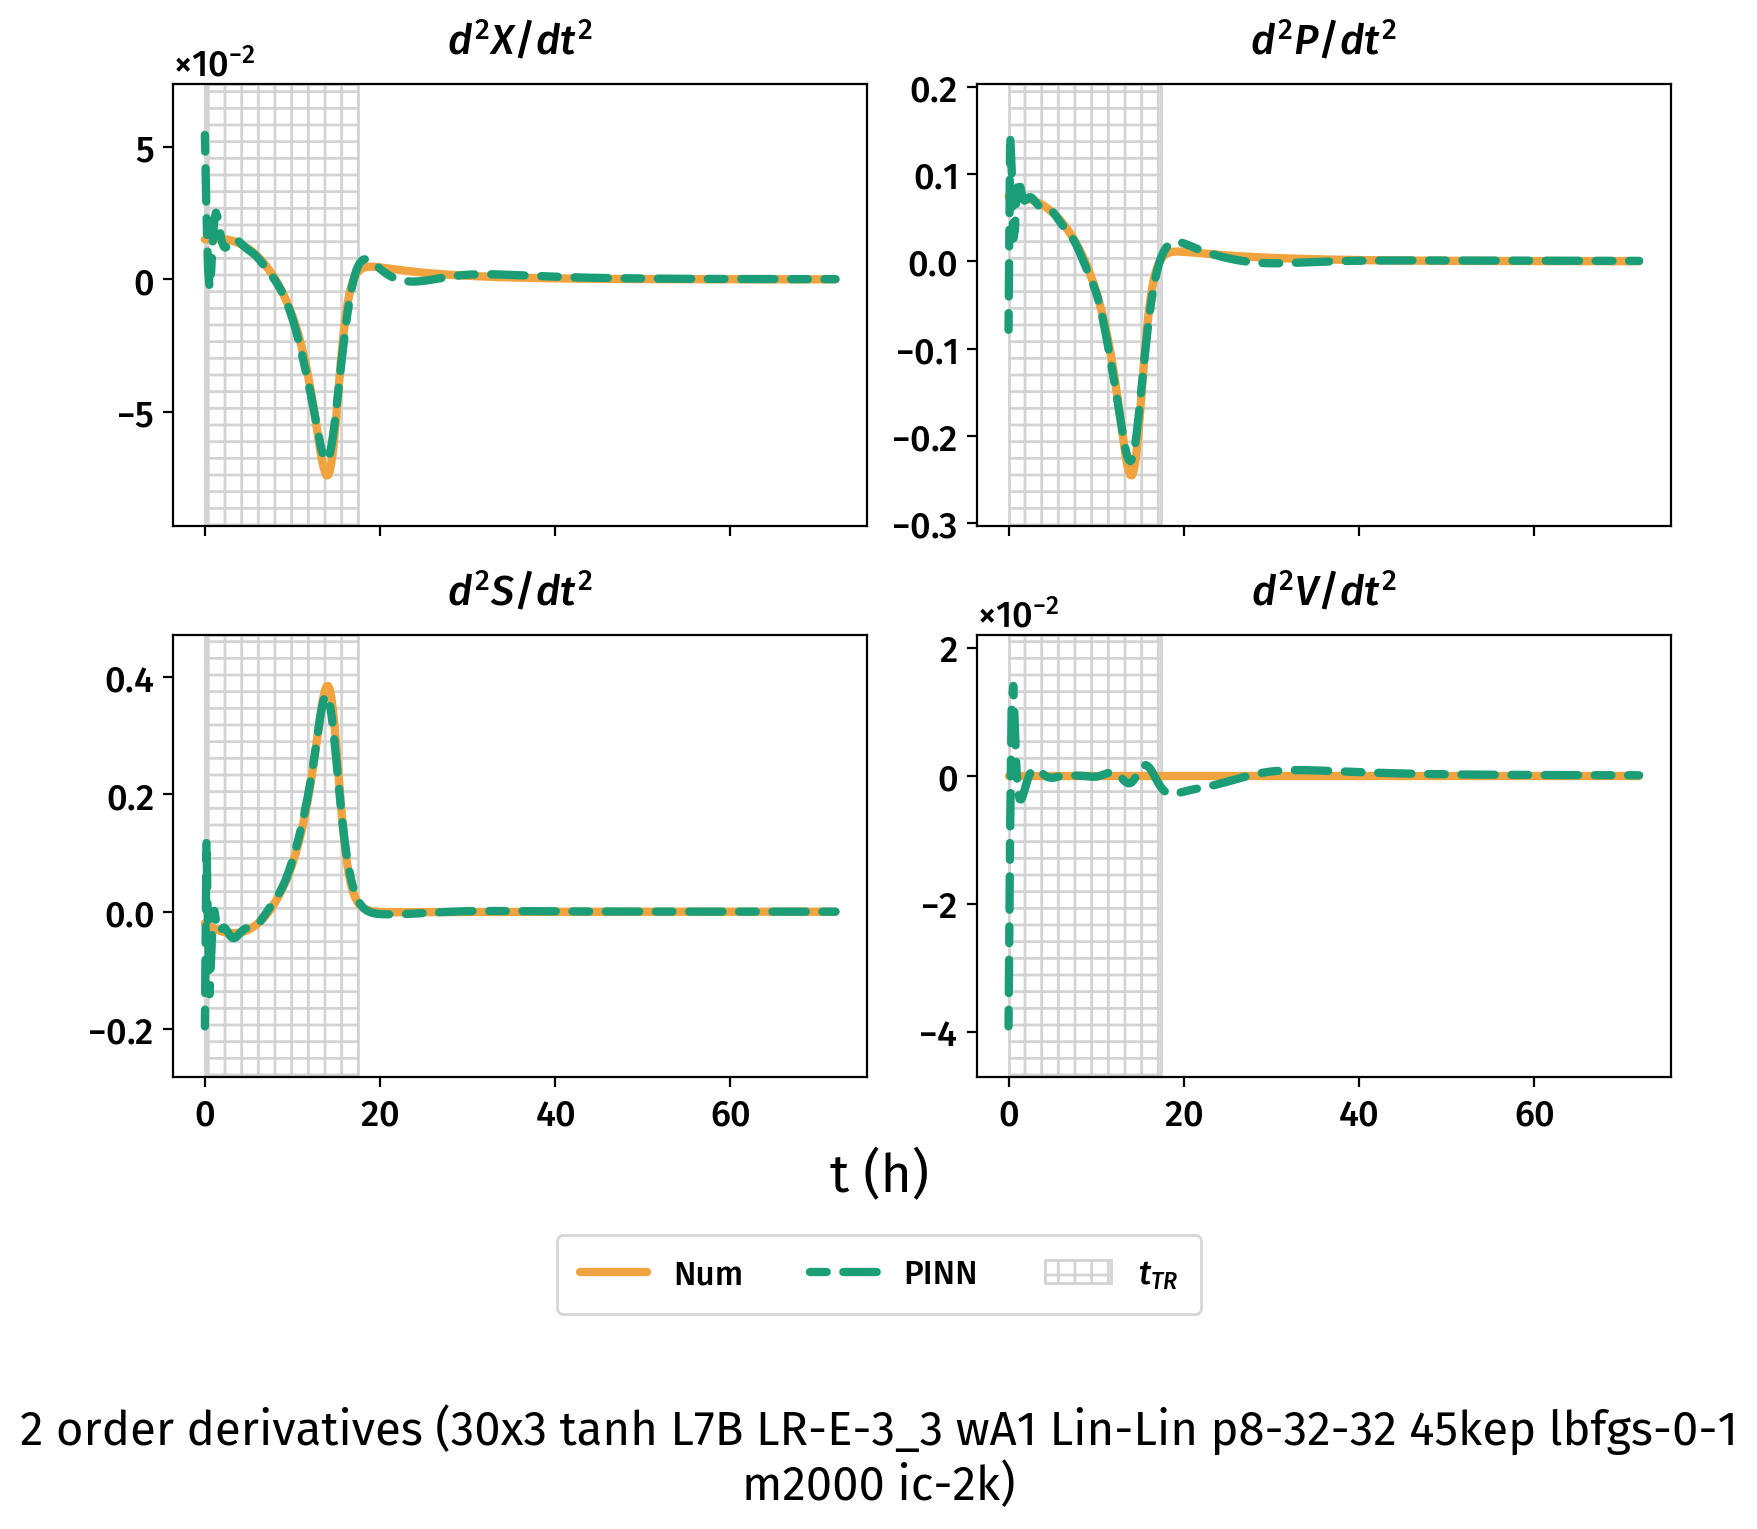 d²X/dt²
×10⁻²
5
0
−5
d²P/dt²
0.2
0.1
0.0
−0.1
−0.2
−0.3
d²S/dt²
0.4
0.2
0.0
−0.2
0 20 40 60
d²V/dt²
×10⁻²
2
0
−2
−4
0 20 40 60
t (h)
Num PINN t_TR
2 order derivatives (30x3 tanh L7B LR-E-3_3 wA1 Lin-Lin p8-32-32 45kep lbfgs-0-1
m2000 ic-2k)